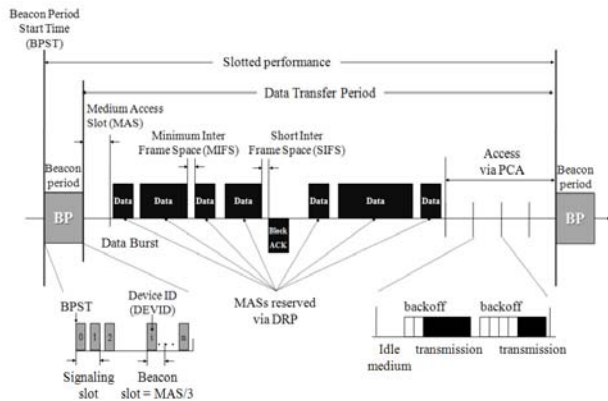 Beacon Period
Start Time
(BPST)
Slotted performance
Data Transfer Period
Medium Access
Slot (MAS)
Minimum Inter
Frame Space (MIFS)
Short Inter
Frame Space (SIFS)
Beacon
period
Access
via PCA
Beacon
period
BP
Data
Data
Data
Data
Data
Data
Data
BP
Block
ACK
Data Burst
MASs reserved
via DRP
BPST
Device ID
(DEVID)
0
1
2
i
n
Signaling
slot
Beacon
slot = MAS/3
backoff
backoff
Idle
medium
transmission
transmission